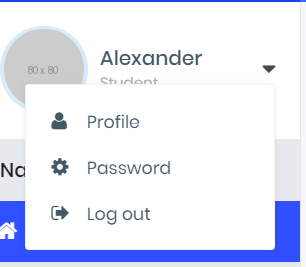 80 x 80
Alexander
Student
Profile
Na
Password
Log out